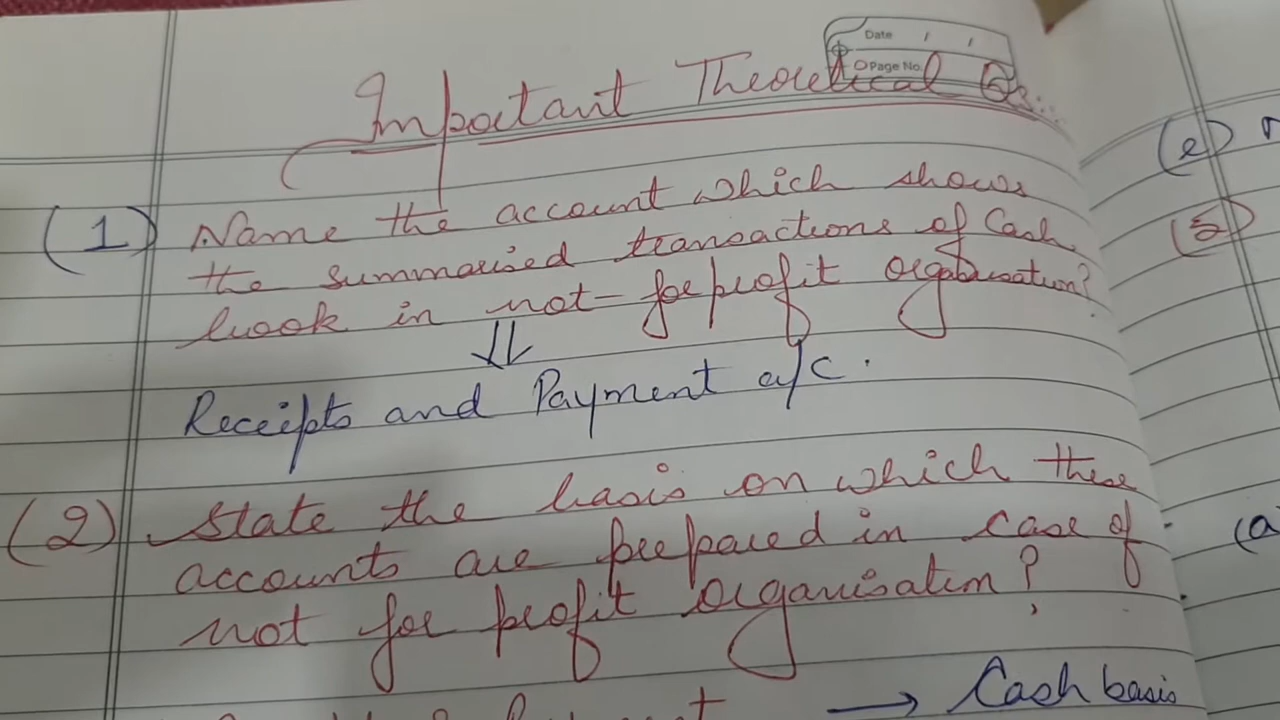 Date / /
Page No.
Important Theoretical Qs...
(1) Name the account which shows
the summarised transactions of Cash
book in not-for profit organisation?
Receipts and Payment a/c.
(2) State the basis on which these
accounts are prepared in case of
not for profit organisation?
→ Cash basis
(e)
(a